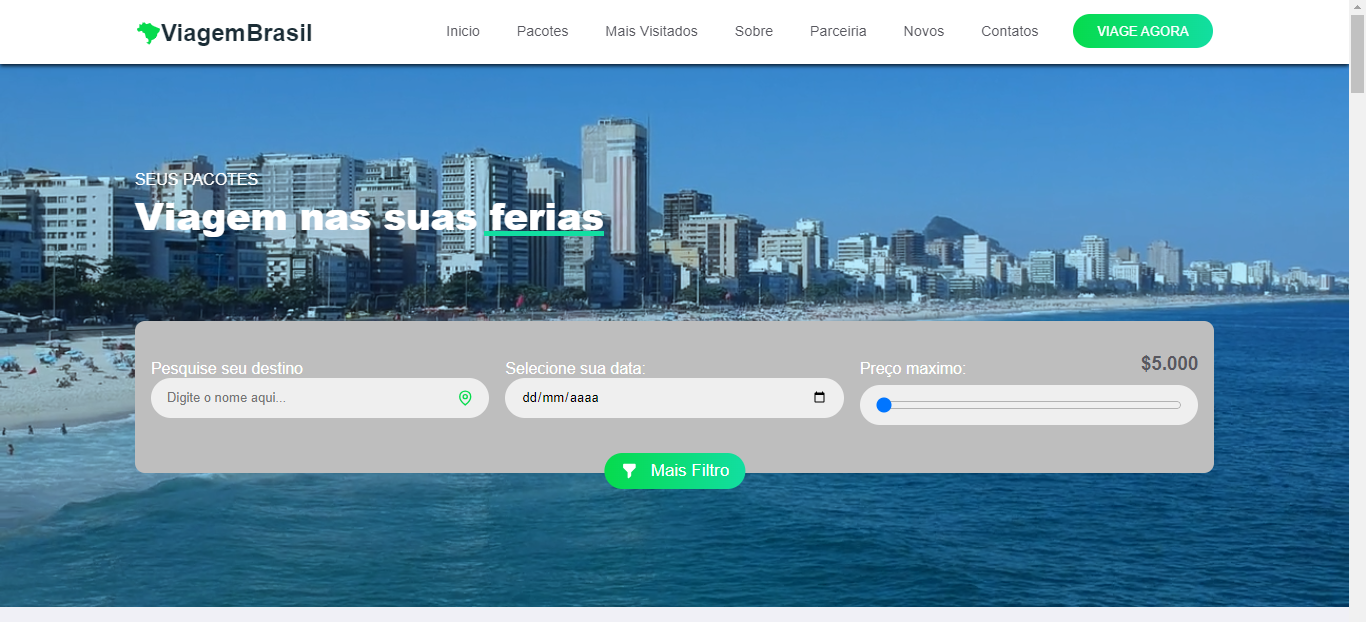 ViagemBrasil
Inicio Pacotes Mais Visitados Sobre Parceria Novos Contatos VIAGE AGORA
SEUS PACOTES
Viagem nas suas ferias
Pesquise seu destino Selecione sua data: Preço maximo: $5.000
Digite o nome aqui... dd/mm/aaaa
Mais Filtro